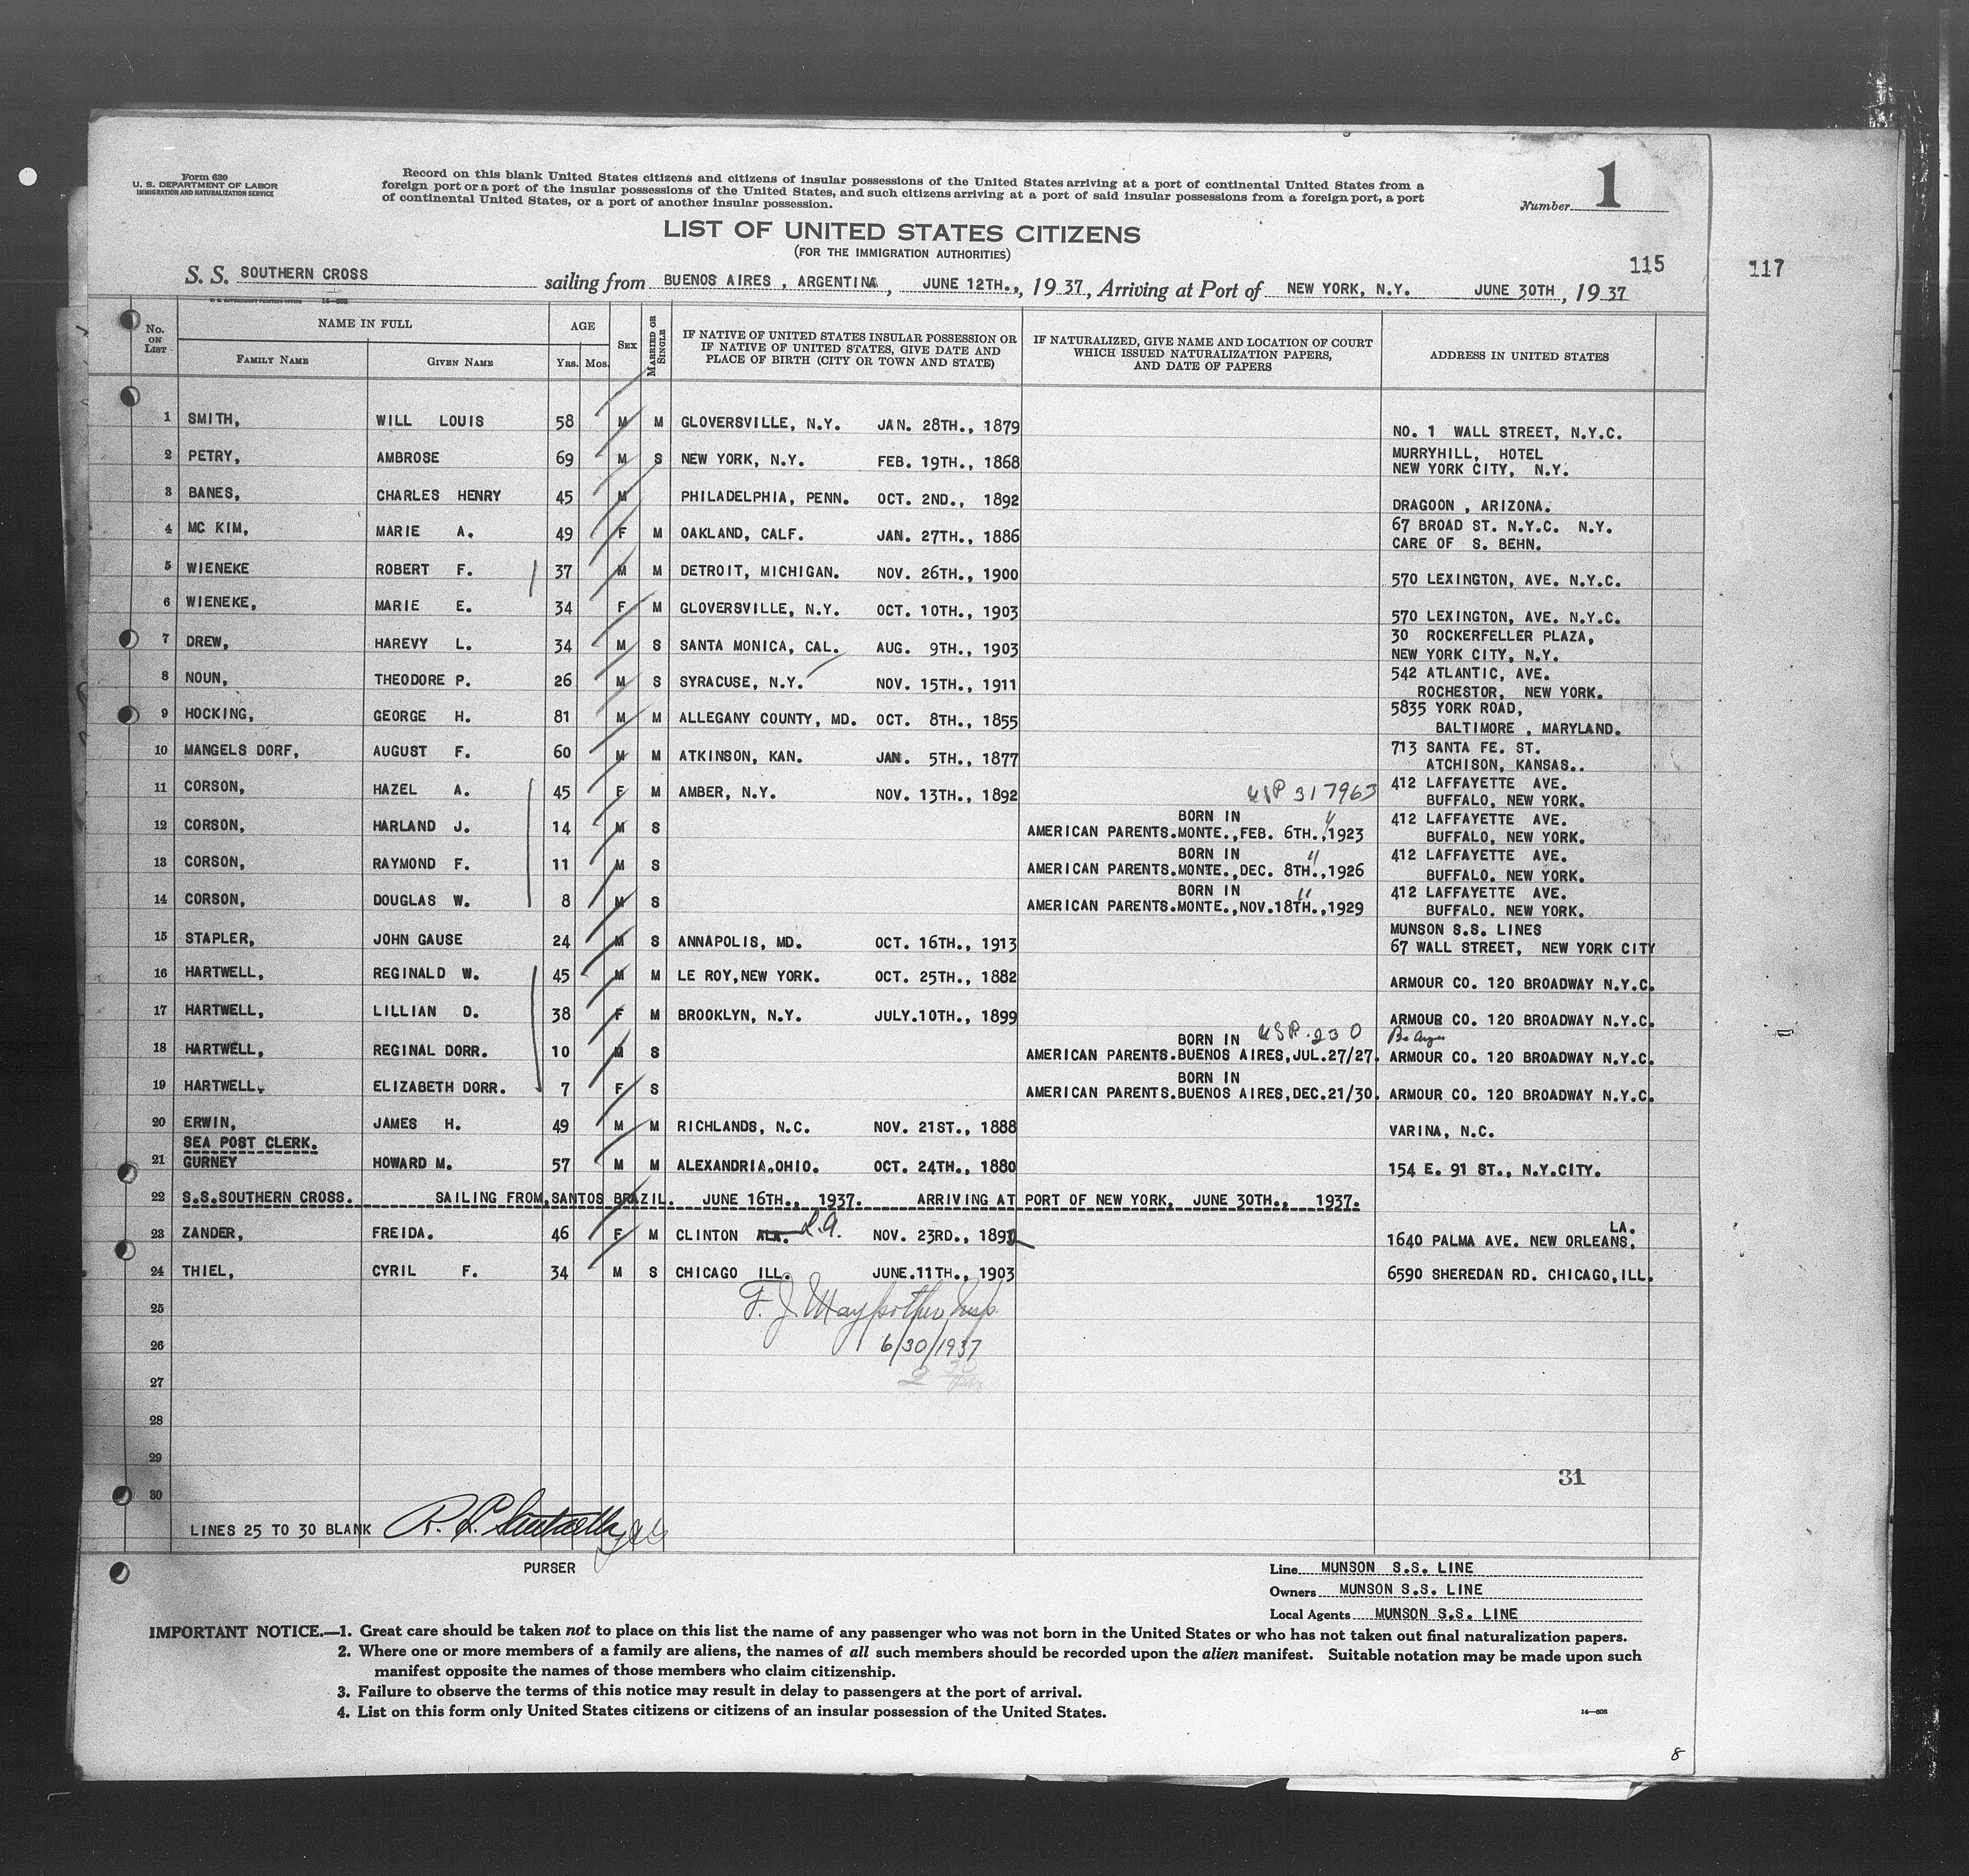 Form 630
U. S. DEPARTMENT OF LABOR
IMMIGRATION AND NATURALIZATION SERVICE
Record on this blank United States citizens and citizens of insular possessions of the United States arriving at a port of continental United States from a
foreign port or a port of the insular possessions of the United States, and such citizens arriving at a port of said insular possessions from a foreign port, a port
of continental United States, or a port of another insular possession.
Number 1
LIST OF UNITED STATES CITIZENS
(FOR THE IMMIGRATION AUTHORITIES)
115 117
S. S. SOUTHERN CROSS sailing from BUENOS AIRES , ARGENTINA , JUNE 12TH., , 19 37, Arriving at Port of NEW YORK, N.Y. JUNE 30TH , 19 37
U. S. GOVERNMENT PRINTING OFFICE 14—608
No. ON LIST NAME IN FULL FAMILY NAME GIVEN NAME AGE Yrs. Mos. SEX MARRIED OR SINGLE
IF NATIVE OF UNITED STATES INSULAR POSSESSION OR
IF NATIVE OF UNITED STATES, GIVE DATE AND
PLACE OF BIRTH (CITY OR TOWN AND STATE)
IF NATURALIZED, GIVE NAME AND LOCATION OF COURT
WHICH ISSUED NATURALIZATION PAPERS,
AND DATE OF PAPERS
ADDRESS IN UNITED STATES
1 SMITH, WILL LOUIS 58 M M GLOVERSVILLE, N.Y. JAN. 28TH., 1879 NO. 1 WALL STREET, N.Y.C.
2 PETRY, AMBROSE 69 M S NEW YORK, N.Y. FEB. 19TH., 1868 MURRYHILL, HOTEL
NEW YORK CITY, N.Y.
3 BANES, CHARLES HENRY 45 M PHILADELPHIA, PENN. OCT. 2ND., 1892 DRAGOON , ARIZONA.
4 MC KIM, MARIE A. 49 F M OAKLAND, CALF. JAN. 27TH., 1886 67 BROAD ST. N.Y.C. N.Y.
CARE OF S. BEHN.
5 WIENEKE ROBERT F. 37 M M DETROIT, MICHIGAN. NOV. 26TH., 1900 570 LEXINGTON, AVE. N.Y.C.
6 WIENEKE, MARIE E. 34 F M GLOVERSVILLE, N.Y. OCT. 10TH., 1903 570 LEXINGTON, AVE. N.Y.C.
7 DREW, HAREVY L. 34 M S SANTA MONICA, CAL. AUG. 9TH., 1903 30 ROCKERFELLER PLAZA,
NEW YORK CITY, N.Y.
8 NOUN, THEODORE P. 26 M S SYRACUSE, N.Y. NOV. 15TH., 1911 542 ATLANTIC, AVE.
ROCHESTOR, NEW YORK.
9 HOCKING, GEORGE H. 81 M M ALLEGANY COUNTY, MD. OCT. 8TH., 1855 5835 YORK ROAD,
BALTIMORE , MARYLAND.
10 MANGELS DORF, AUGUST F. 60 M M ATKINSON, KAN. JAN. 5TH., 1877 713 SANTA FE. ST.
ATCHISON, KANSAS..
11 CORSON, HAZEL A. 45 F M AMBER, N.Y. NOV. 13TH., 1892 USP 317963 412 LAFFAYETTE AVE.
BUFFALO, NEW YORK.
12 CORSON, HARLAND J. 14 M S BORN IN " 412 LAFFAYETTE AVE.
AMERICAN PARENTS.MONTE.,FEB. 6TH.,1923 BUFFALO, NEW YORK.
13 CORSON, RAYMOND F. 11 M S BORN IN " 412 LAFFAYETTE AVE.
AMERICAN PARENTS.MONTE.,DEC. 8TH.,1926 BUFFALO. NEW YORK.
14 CORSON, DOUGLAS W. 8 M S BORN IN " 412 LAFFAYETTE AVE.
AMERICAN PARENTS.MONTE.,NOV.18TH.,1929 BUFFALO. NEW YORK.
15 STAPLER, JOHN GAUSE 24 M S ANNAPOLIS, MD. OCT. 16TH., 1913 MUNSON S.S. LINES
67 WALL STREET, NEW YORK CITY
16 HARTWELL, REGINALD W. 45 M M LE ROY,NEW YORK. OCT. 25TH., 1882 ARMOUR CO. 120 BROADWAY N.Y.C.
17 HARTWELL, LILLIAN D. 38 F M BROOKLYN, N.Y. JULY.10TH., 1899 ARMOUR CO. 120 BROADWAY N.Y.C.
18 HARTWELL, REGINAL DORR. 10 M S BORN IN USP.230
AMERICAN PARENTS.BUENOS AIRES,JUL.27/27. ARMOUR CO. 120 BROADWAY N.Y.C.
19 HARTWELL, ELIZABETH DORR. 7 F S BORN IN
AMERICAN PARENTS.BUENOS AIRES,DEC.21/30. ARMOUR CO. 120 BROADWAY N.Y.C.
20 ERWIN, JAMES H. 49 M M RICHLANDS, N.C. NOV. 21ST., 1888 VARINA, N.C.
SEA POST CLERK.
21 GURNEY HOWARD M. 57 M M ALEXANDRIA,OHIO. OCT. 24TH., 1880 154 E. 91 ST., N.Y.CITY.
22 S.S.SOUTHERN CROSS. SAILING FROM,SANTOS BRAZIL. JUNE 16TH., 1937. ARRIVING AT PORT OF NEW YORK, JUNE 30TH., 1937.
23 ZANDER, FREIDA. 46 F M CLINTON ALA. LA. NOV. 23RD., 1891 LA.
1640 PALMA AVE. NEW ORLEANS,
24 THIEL, CYRIL F. 34 M S CHICAGO ILL. JUNE.11TH., 1903 6590 SHEREDAN RD. CHICAGO,ILL.
25
26 6/30/1937
27
28
29
31
30
LINES 25 TO 30 BLANK
PURSER
Line MUNSON S.S. LINE
Owners MUNSON S.S. LINE
Local Agents MUNSON S.S. LINE
IMPORTANT NOTICE.—1. Great care should be taken not to place on this list the name of any passenger who was not born in the United States or who has not taken out final naturalization papers.
2. Where one or more members of a family are aliens, the names of all such members should be recorded upon the alien manifest. Suitable notation may be made upon such
manifest opposite the names of those members who claim citizenship.
3. Failure to observe the terms of this notice may result in delay to passengers at the port of arrival.
4. List on this form only United States citizens or citizens of an insular possession of the United States.
14—608
8